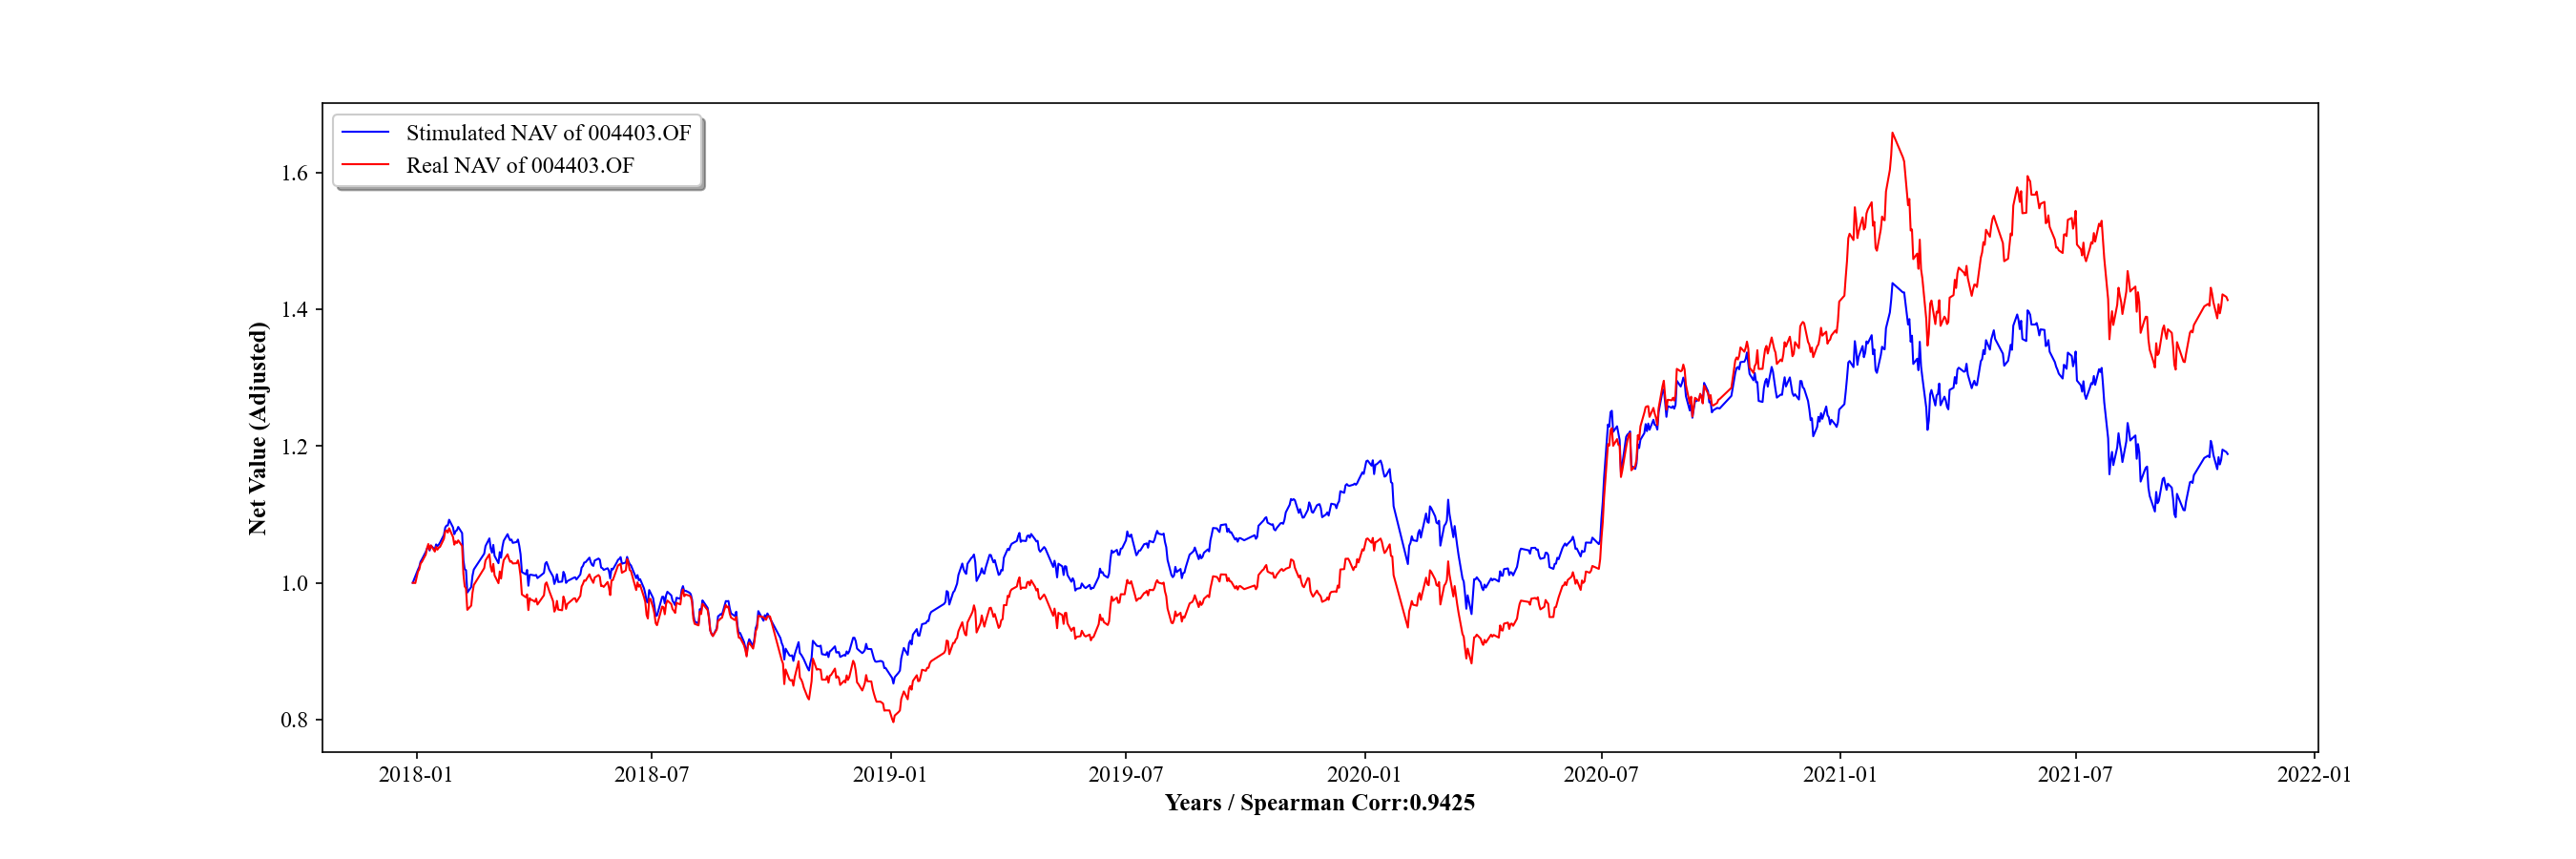 Stimulated NAV of 004403.OF
Real NAV of 004403.OF
Net Value (Adjusted)
1.6
1.4
1.2
1.0
0.8
2018-01 2018-07 2019-01 2019-07 2020-01 2020-07 2021-01 2021-07 2022-01
Years / Spearman Corr:0.9425